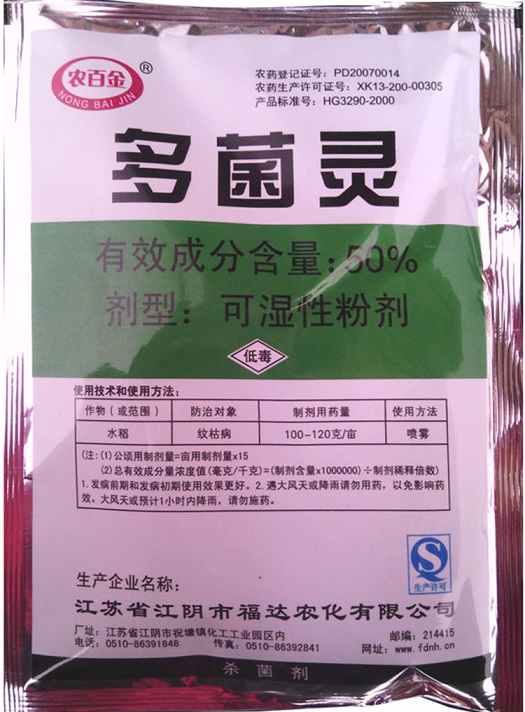 农百金®
NONG BAI JIN
农药登记证号：PD20070014
农药生产许可证号：XK13-200-00305
产品标准号：HG3290-2000
多菌灵
有效成分含量：50%
剂型：可湿性粉剂
低毒
使用技术和使用方法：
作物（或范围） 防治对象 制剂用药量 使用方法
水稻 纹枯病 100-120克/亩 喷雾
(注：(1)公顷用制剂量=亩用制剂量x15
(2)总有效成分量浓度值(毫克/千克)=(制剂含量x1000000)÷制剂稀释倍数)
1.发病前期和发病初期使用效果更好。2.遇大风天或降雨请勿用药，以免影响药
效。大风天或预计1小时内降雨，请勿施药。
生产许可
生产企业名称：
江苏省江阴市福达农化有限公司
厂址：江苏省江阴市祝塘镇化工工业园区内 邮编：214415
电话：0510-86391848 传真：0510-86392841 网址：www.fdnh.cn
杀菌剂